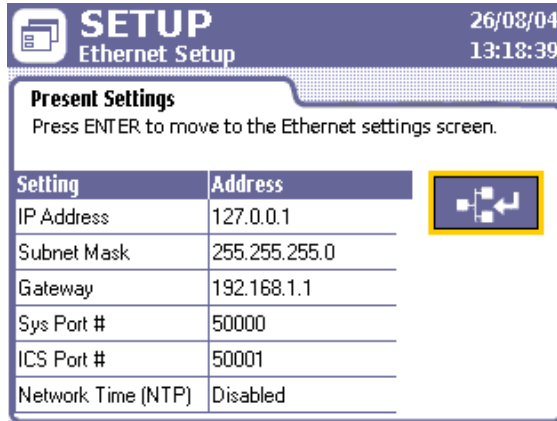 SETUP
26/08/04
Ethernet Setup
13:18:39
Present Settings
Press ENTER to move to the Ethernet settings screen.
Setting Address
IP Address 127.0.0.1
Subnet Mask 255.255.255.0
Gateway 192.168.1.1
Sys Port # 50000
ICS Port # 50001
Network Time (NTP) Disabled